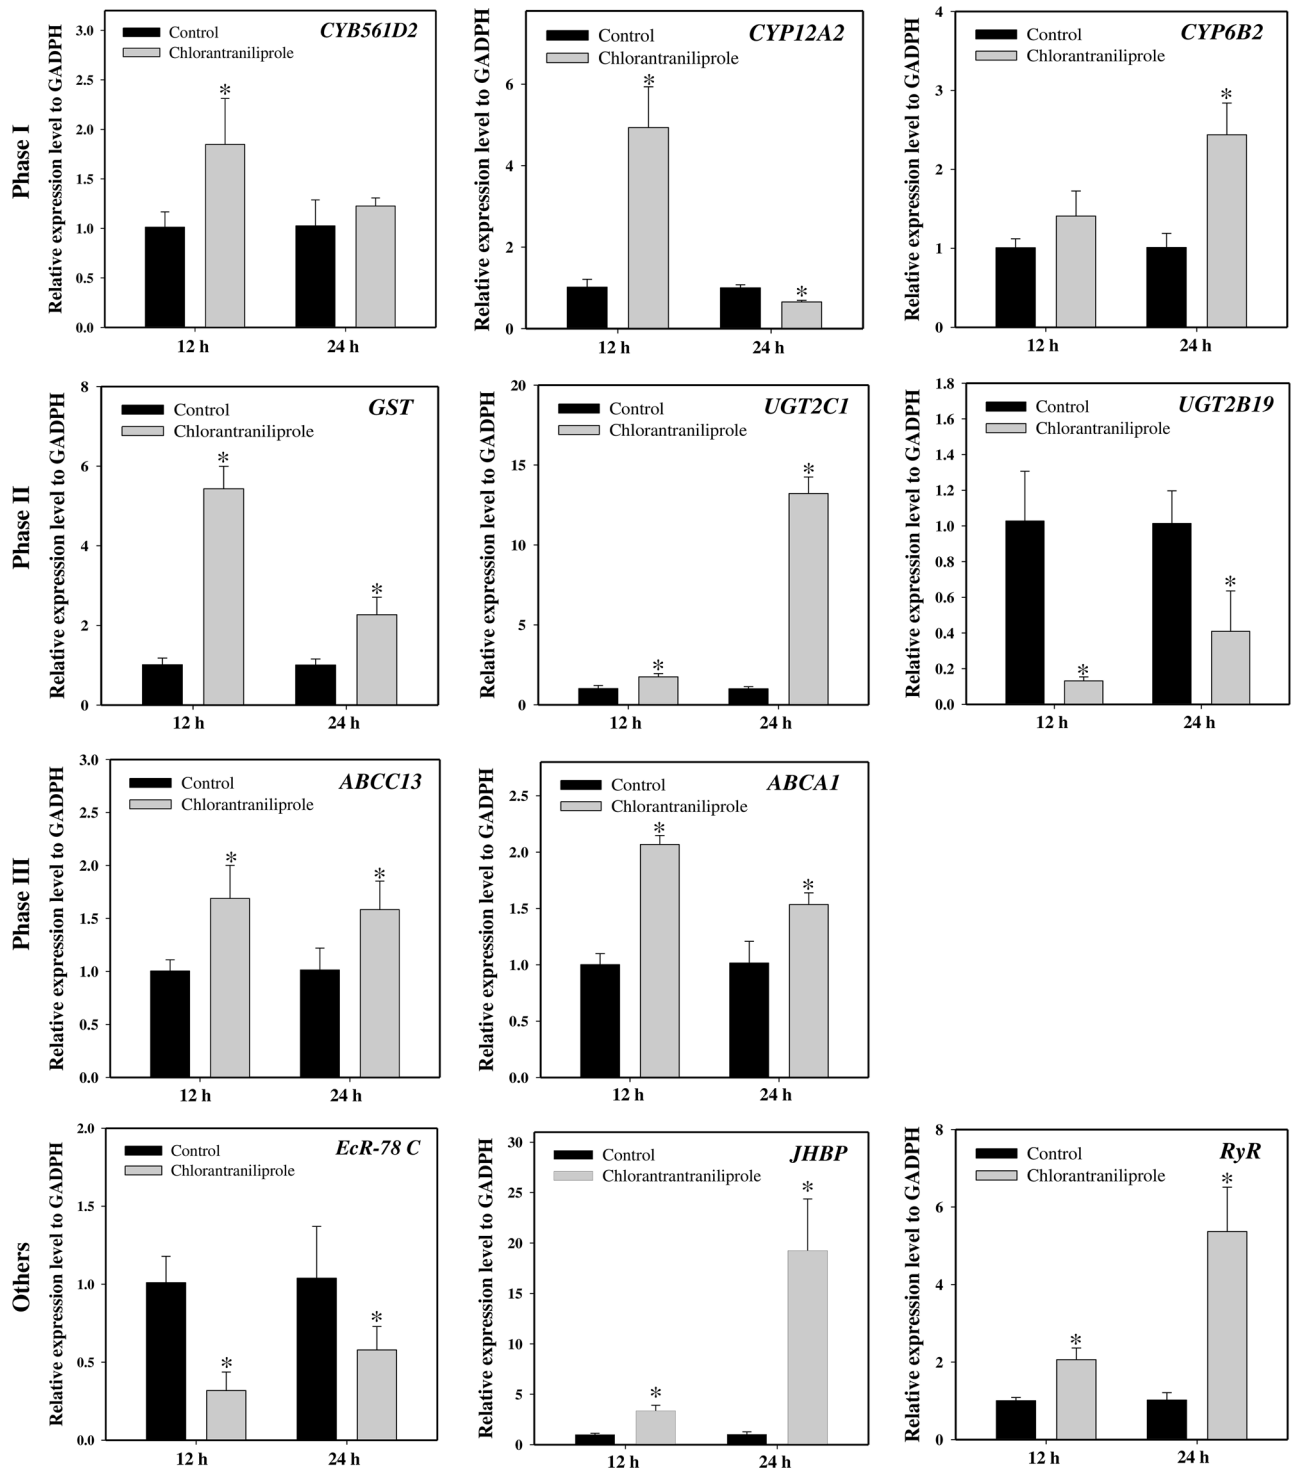 Phase I
Relative expression level to GADPH
CYB561D2
Control
Chlorantraniliprole
3.0
2.5
2.0
1.5
1.0
0.5
0.0
*
12 h
24 h
Relative expression level to GADPH
CYP12A2
Control
Chlorantraniliprole
6
4
2
0
*
*
12 h
24 h
Relative expression level to GADPH
CYP6B2
Control
Chlorantraniliprole
4
3
2
1
0
*
12 h
24 h
Phase II
Relative expression level to GADPH
GST
Control
Chlorantraniliprole
8
6
4
2
0
*
*
12 h
24 h
Relative expression level to GADPH
UGT2C1
Control
Chlorantraniliprole
20
15
10
5
0
*
*
12 h
24 h
Relative expression level to GADPH
UGT2B19
Control
Chlorantraniliprole
1.8
1.6
1.4
1.2
1.0
0.8
0.6
0.4
0.2
0.0
*
*
12 h
24 h
Phase III
Relative expression level to GADPH
ABCC13
Control
Chlorantraniliprole
3.0
2.5
2.0
1.5
1.0
0.5
0.0
*
*
12 h
24 h
Relative expression level to GADPH
ABCA1
Control
Chlorantraniliprole
2.5
2.0
1.5
1.0
0.5
0.0
*
*
12 h
24 h
Others
Relative expression level to GADPH
EcR-78 C
Control
Chlorantraniliprole
2.0
1.5
1.0
0.5
0.0
*
*
12 h
24 h
Relative expression level to GADPH
JHBP
Control
Chlorantrantraniliprole
30
25
20
15
10
5
0
*
*
12 h
24 h
Relative expression level to GADPH
RyR
Control
Chlorantraniliprole
8
6
4
2
0
*
*
12 h
24 h